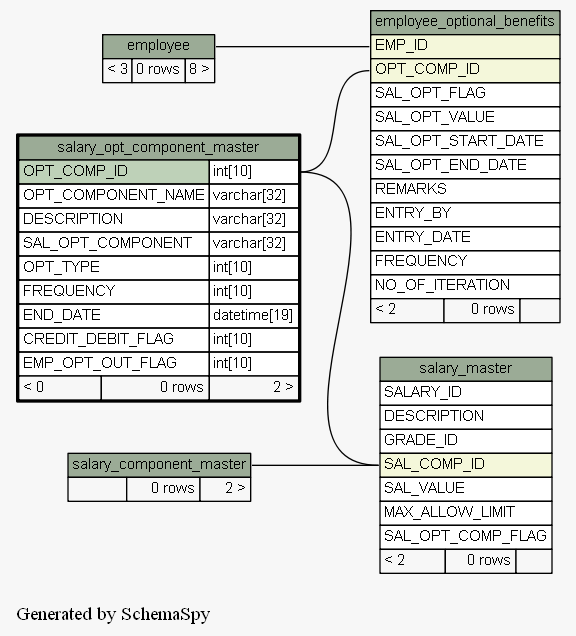 employee
< 3 0 rows 8 >
employee_optional_benefits
EMP_ID
OPT_COMP_ID
SAL_OPT_FLAG
SAL_OPT_VALUE
SAL_OPT_START_DATE
SAL_OPT_END_DATE
REMARKS
ENTRY_BY
ENTRY_DATE
FREQUENCY
NO_OF_ITERATION
< 2 0 rows
salary_opt_component_master
OPT_COMP_ID int[10]
OPT_COMPONENT_NAME varchar[32]
DESCRIPTION varchar[32]
SAL_OPT_COMPONENT varchar[32]
OPT_TYPE int[10]
FREQUENCY int[10]
END_DATE datetime[19]
CREDIT_DEBIT_FLAG int[10]
EMP_OPT_OUT_FLAG int[10]
< 0 0 rows 2 >
salary_master
SALARY_ID
DESCRIPTION
GRADE_ID
SAL_COMP_ID
SAL_VALUE
MAX_ALLOW_LIMIT
SAL_OPT_COMP_FLAG
< 2 0 rows
salary_component_master
0 rows 2 >
Generated by SchemaSpy